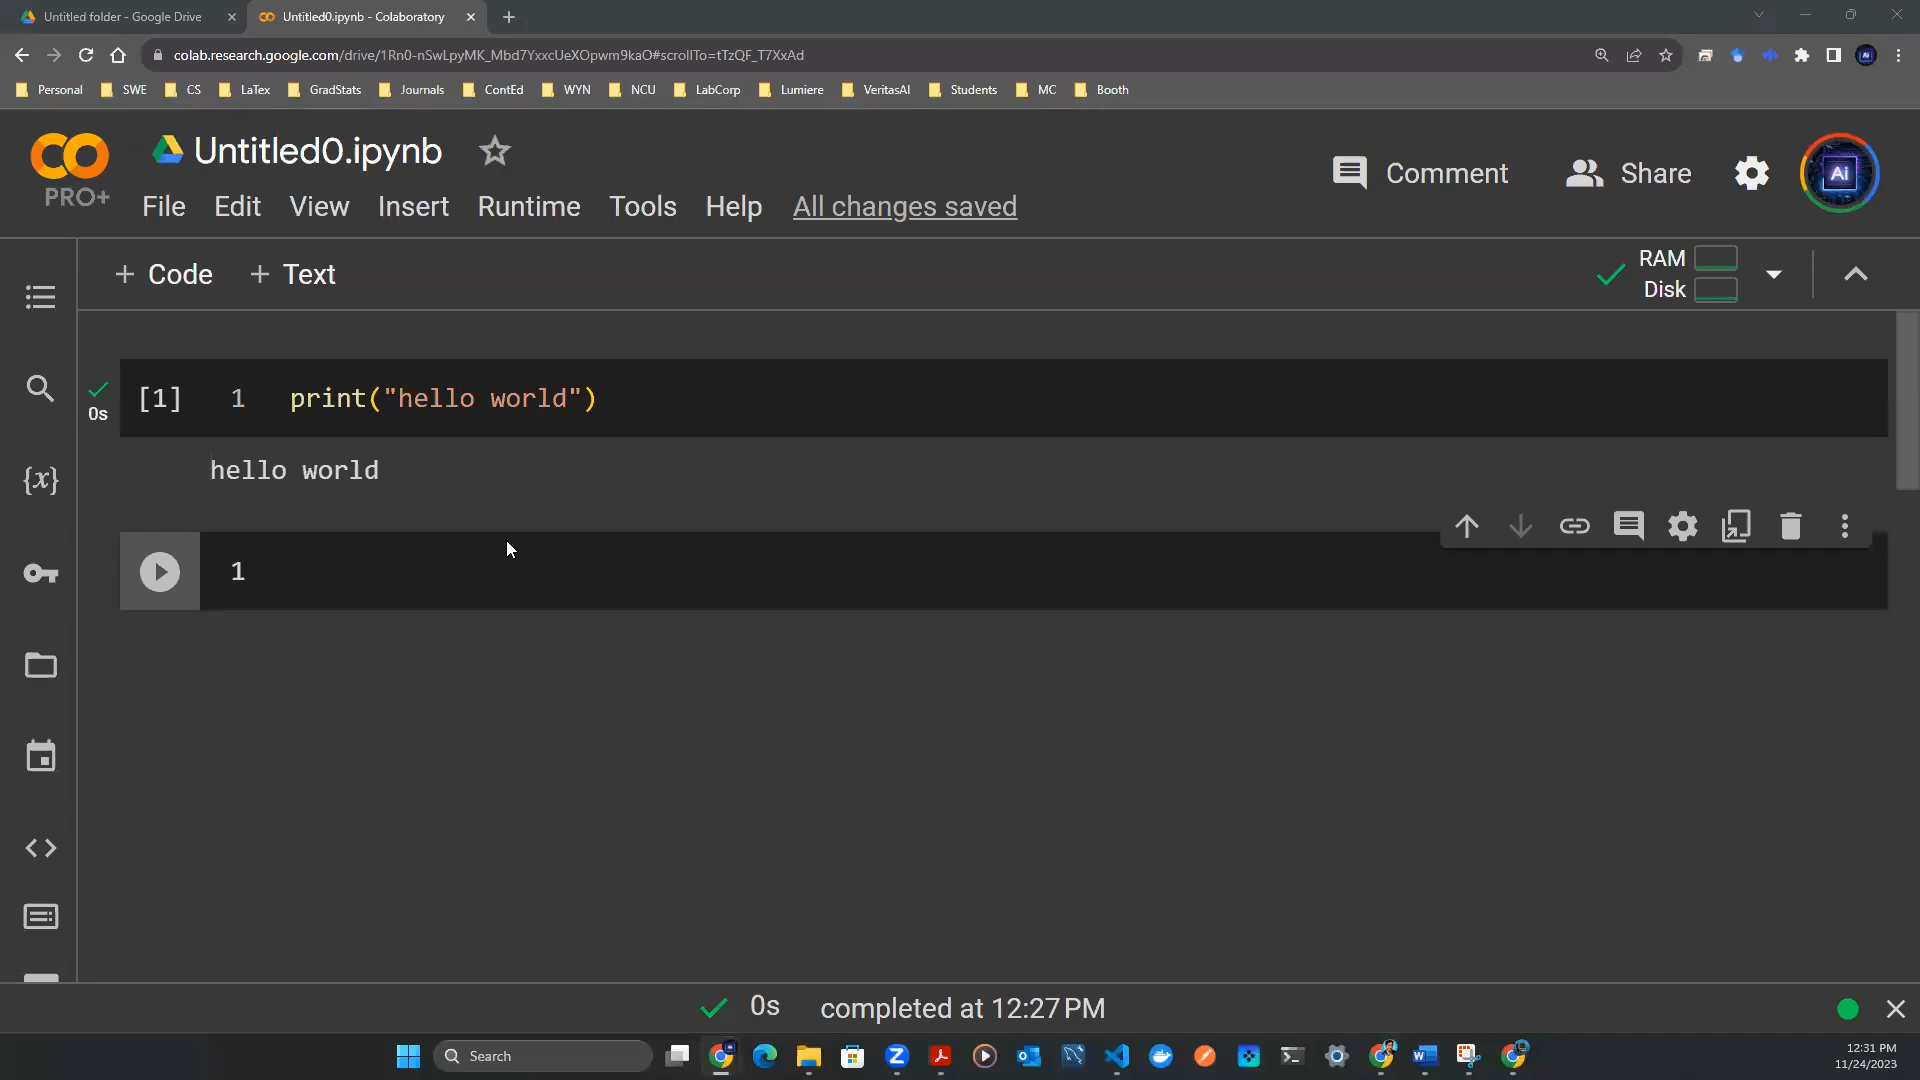 Untitled folder - Google Drive
Untitled0.ipynb - Colaboratory
colab.research.google.com/drive/1Rn0-nSwLpyMK_Mbd7YxxcUeXOpwm9kaO#scrollTo=tTzQF_T7XxAd
Personal SWE CS LaTex GradStats Journals ContEd WYN NCU LabCorp Lumiere VeritasAI Students MC Booth
CO PRO+
Untitled0.ipynb
File Edit View Insert Runtime Tools Help All changes saved
Comment Share Ai
+ Code + Text
RAM
Disk
[1] 1 print("hello world")
0s
hello world
{x}
1
0s completed at 12:27 PM
Search
12:31 PM
11/24/2023